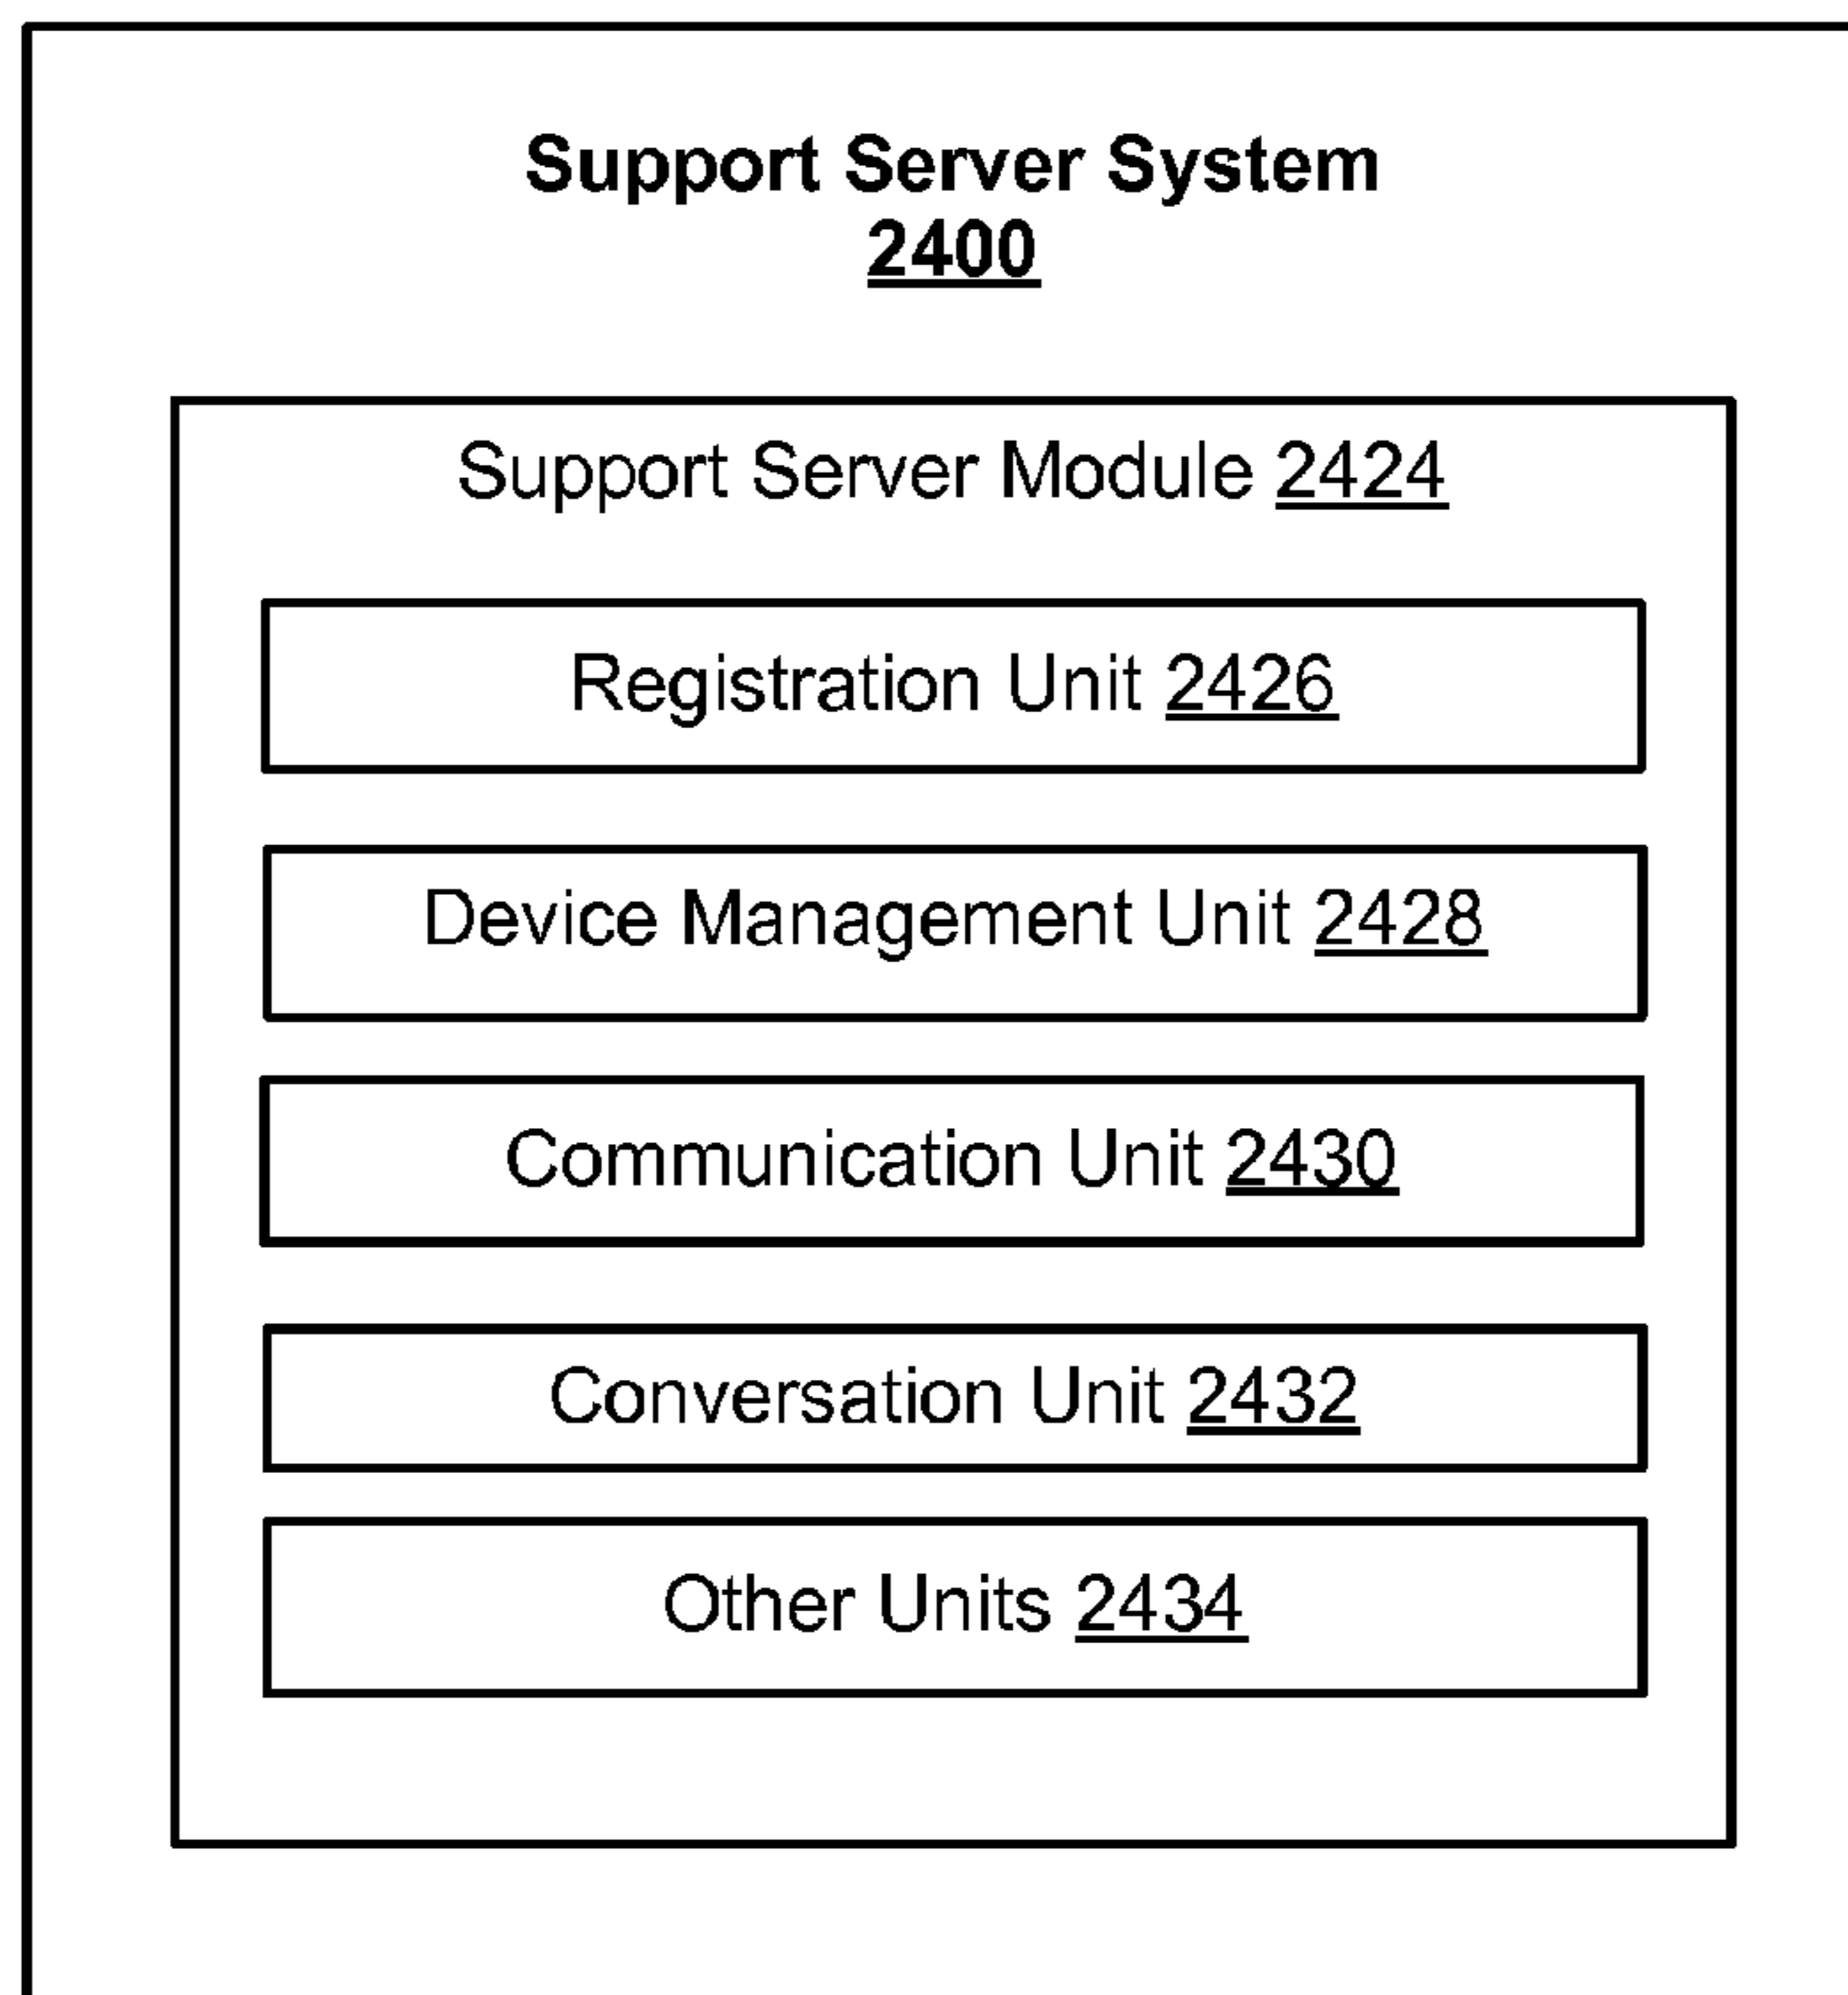 Support Server System
2400
Support Server Module 2424
Registration Unit 2426
Device Management Unit 2428
Communication Unit 2430
Conversation Unit 2432
Other Units 2434